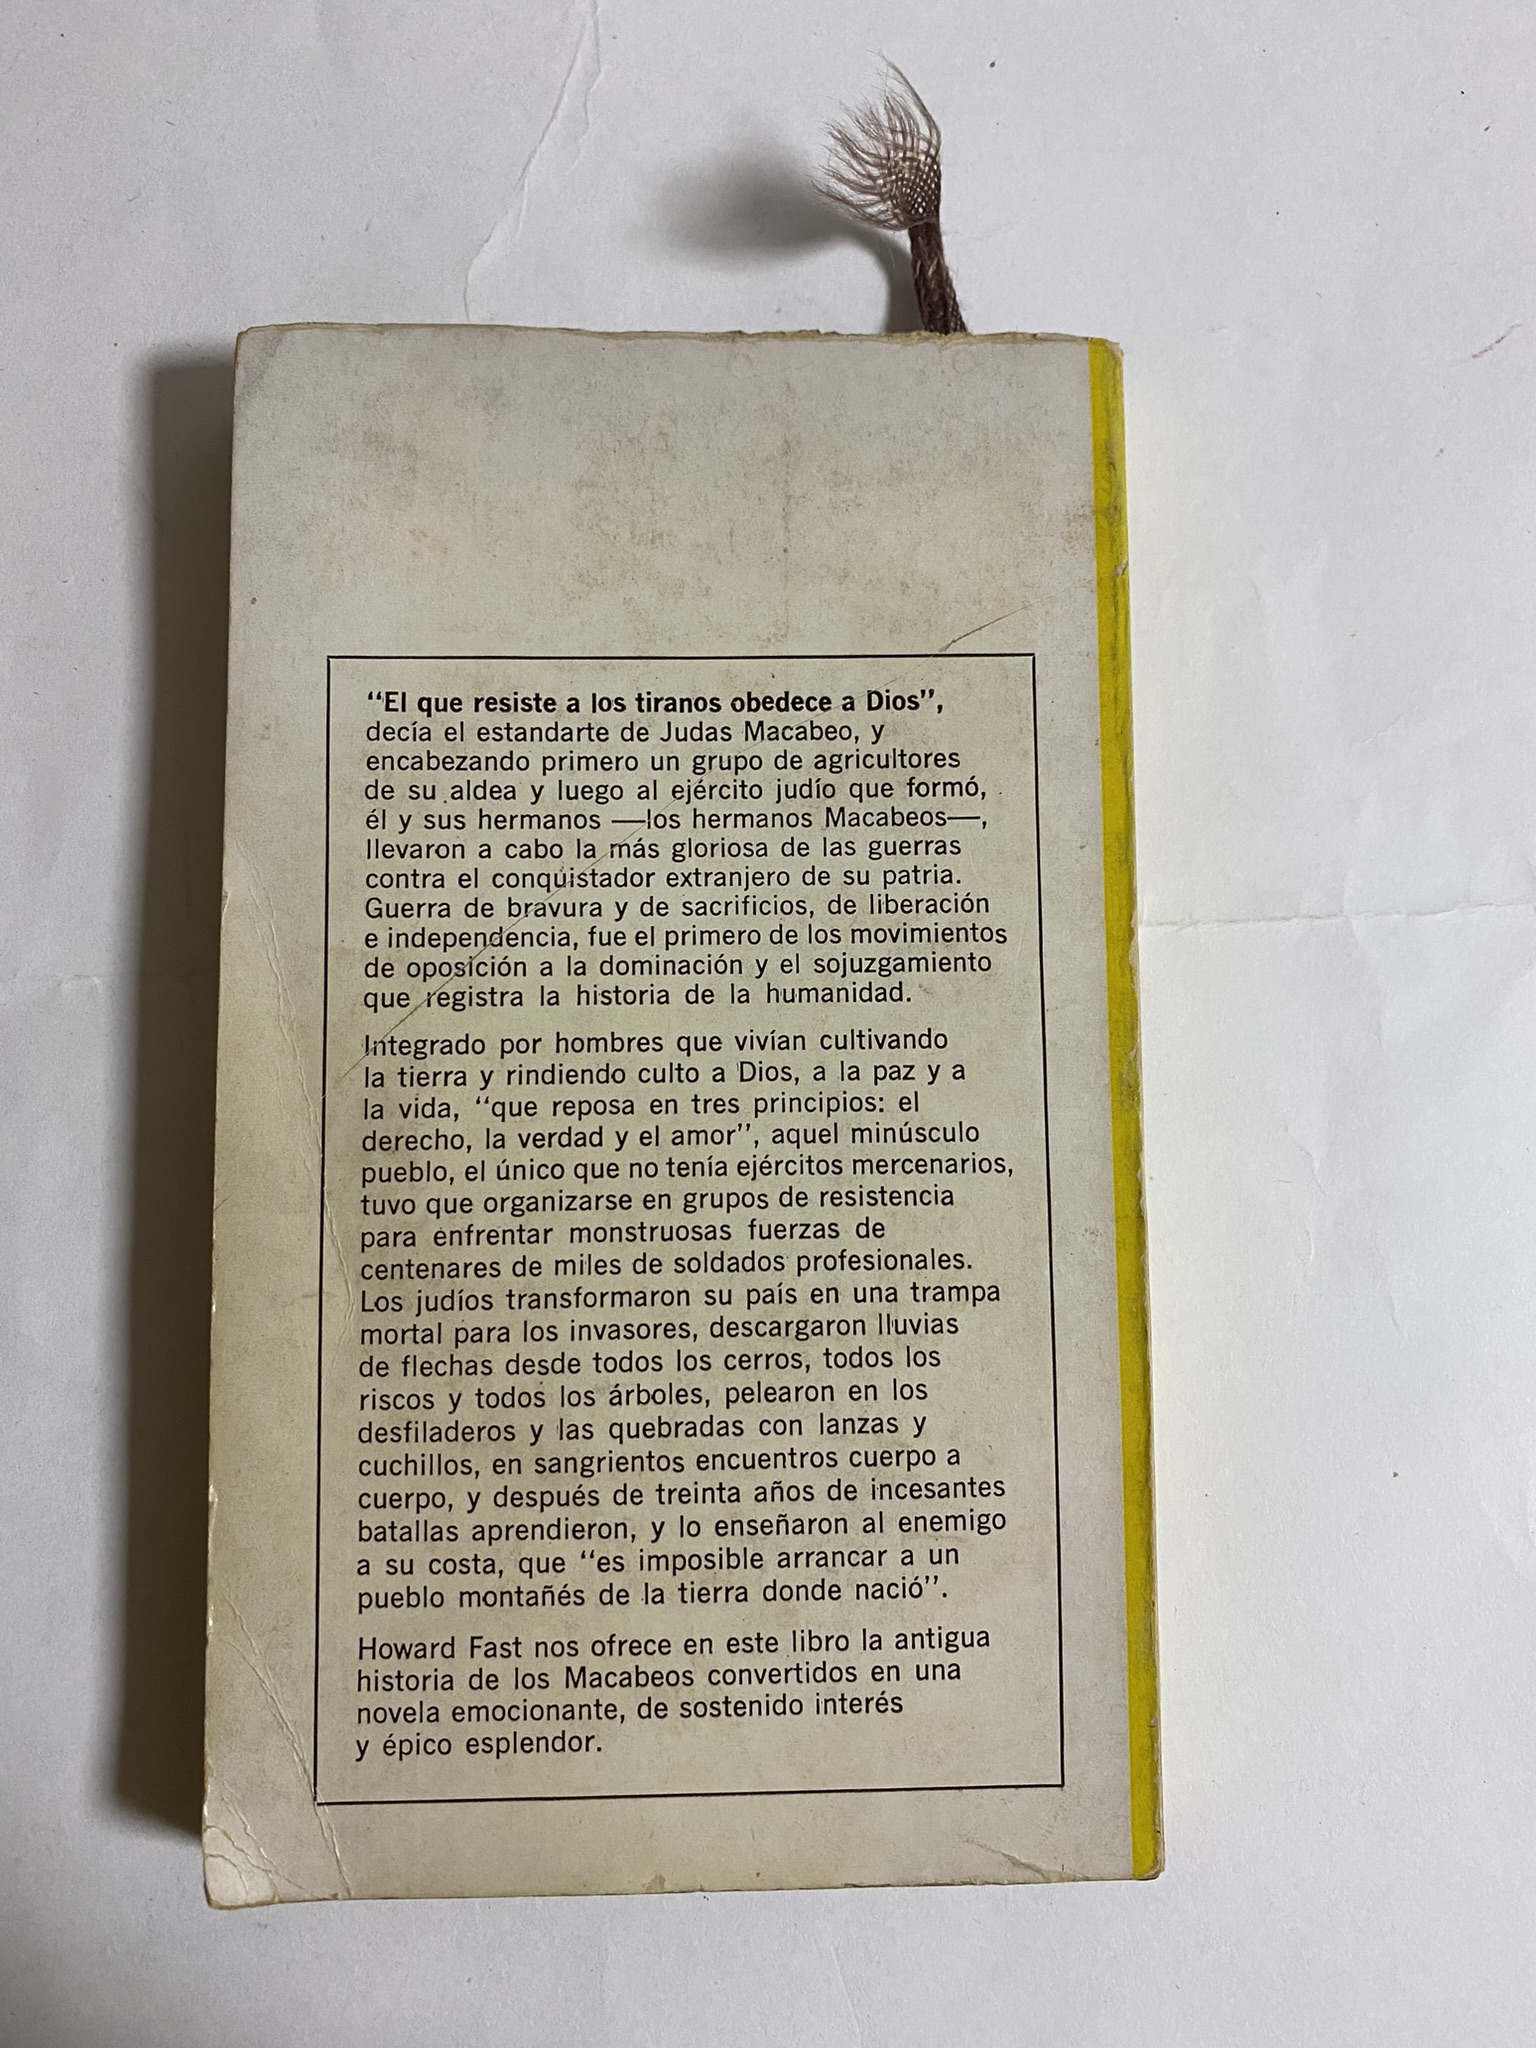 “El que resiste a los tiranos obedece a Dios”,
decía el estandarte de Judas Macabeo, y
encabezando primero un grupo de agricultores
de su aldea y luego al ejército judío que formó,
él y sus hermanos —los hermanos Macabeos—,
llevaron a cabo la más gloriosa de las guerras
contra el conquistador extranjero de su patria.
Guerra de bravura y de sacrificios, de liberación
e independencia, fue el primero de los movimientos
de oposición a la dominación y el sojuzgamiento
que registra la historia de la humanidad.
Integrado por hombres que vivían cultivando
la tierra y rindiendo culto a Dios, a la paz y a
la vida, “que reposa en tres principios: el
derecho, la verdad y el amor”, aquel minúsculo
pueblo, el único que no tenía ejércitos mercenarios,
tuvo que organizarse en grupos de resistencia
para enfrentar monstruosas fuerzas de
centenares de miles de soldados profesionales.
Los judíos transformaron su país en una trampa
mortal para los invasores, descargaron lluvias
de flechas desde todos los cerros, todos los
riscos y todos los árboles, pelearon en los
desfiladeros y las quebradas con lanzas y
cuchillos, en sangrientos encuentros cuerpo a
cuerpo, y después de treinta años de incesantes
batallas aprendieron, y lo enseñaron al enemigo
a su costa, que “es imposible arrancar a un
pueblo montañés de la tierra donde nació”.
Howard Fast nos ofrece en este libro la antigua
historia de los Macabeos convertidos en una
novela emocionante, de sostenido interés
y épico esplendor.